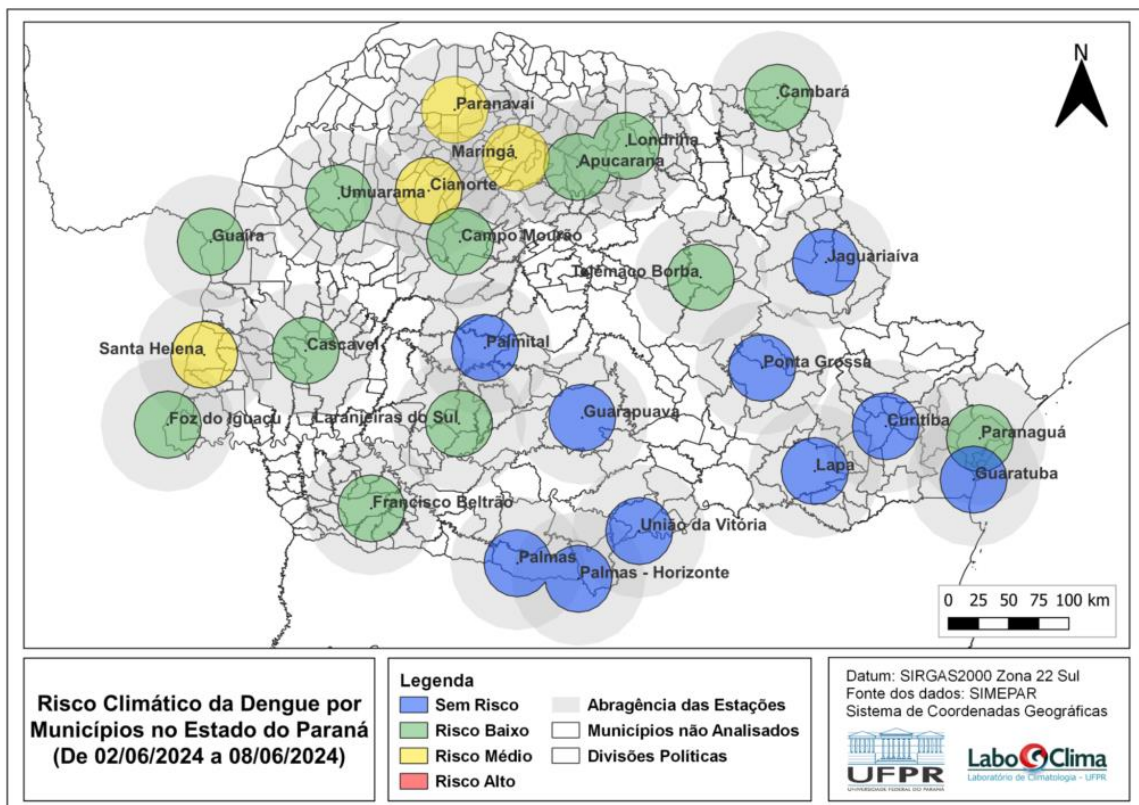 N
Cambará
Paranavaí
Londrina
Maringá
Apucarana
Cianorte
Umuarama
Guaíra
Campo Mourão
Jaguariaíva
Telêmaco Borba
Palmital
Cascavel
Santa Helena
Ponta Grossa
Guarapuava
Laranjeiras do Sul
Foz do Iguaçu
Curitiba
Paranaguá
Lapa
Guaratuba
Francisco Beltrão
União da Vitória
Palmas
Palmas - Horizonte
0 25 50 75 100 km
Risco Climático da Dengue por
Municípios no Estado do Paraná
(De 02/06/2024 a 08/06/2024)
Legenda
Sem Risco
Risco Baixo
Risco Médio
Risco Alto
Abragência das Estações
Municípios não Analisados
Divisões Políticas
Datum: SIRGAS2000 Zona 22 Sul
Fonte dos dados: SIMEPAR
Sistema de Coordenadas Geográficas
UFPR
UNIVERSIDADE FEDERAL DO PARANÁ
LaboClima
Laboratório de Climatologia - UFPR